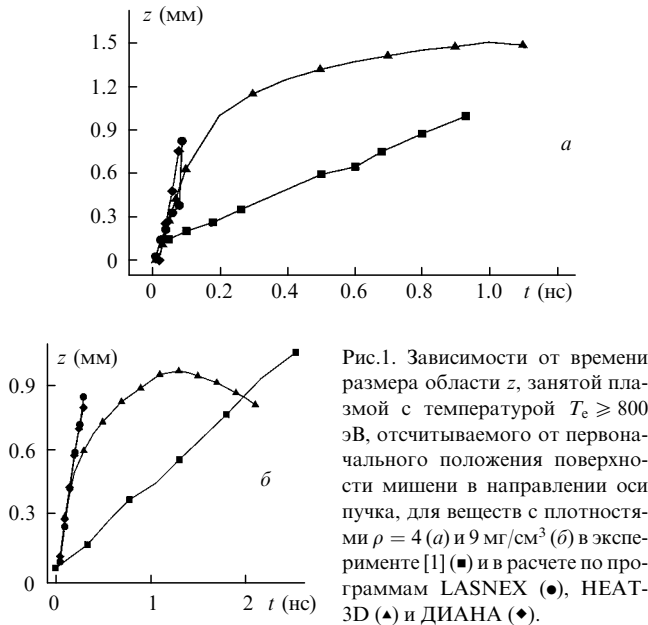 z (мм)
1.5
1.2
0.9
0.6
0.3
0
а
0 0.2 0.4 0.6 0.8 1.0 t (нс)
z (мм)
0.9
0.6
0.3
0
б
0 1 2 t (нс)
Рис.1. Зависимости от времени
размера области z, занятой пла-
змой с температурой Tе ⩾ 800
эВ, отсчитываемого от первона-
чального положения поверхно-
сти мишени в направлении оси
пучка, для веществ с плотностя-
ми ρ = 4 (а) и 9 мг/см³ (б) в экспе-
рименте [1] (■) и в расчете по про-
граммам LASNEX (●), HEAT-
3D (▲) и ДИАНА (◆).